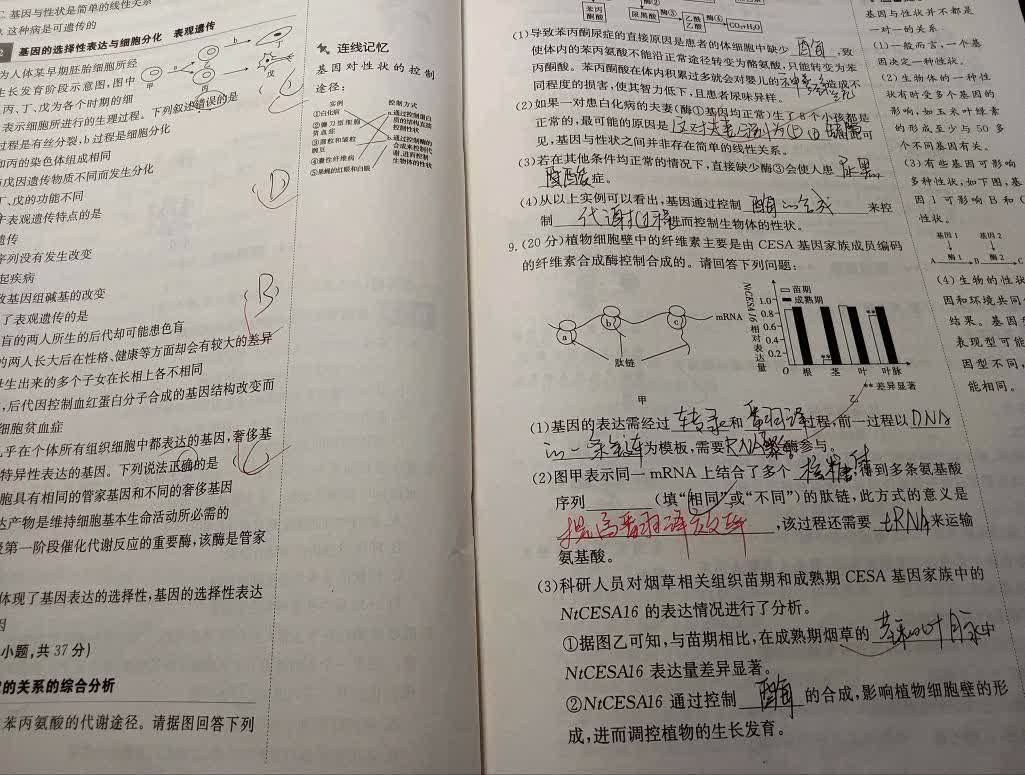 C. 基因与性状是简单的线性关系
这种病是可遗传的
2 基因的选择性表达与细胞分化 表观遗传
为人体某早期胚胎细胞所经
生长发育阶段示意图,图中
丙、丁、戊为各个时期的细
表示细胞所进行的生理过程。下列叙述错误的是
过程是有丝分裂,b过程是细胞分化
和丙的染色体组成相同
与戊因遗传物质不同而发生分化
丁、戊的功能不同
(D)
表观遗传特点的是
遗传
序列没有发生改变
起疾病
致基因组碱基的改变
(B)
了表观遗传的是
盲的两人所生的后代却可能患色盲
的两人长大后在性格、健康等方面却会有较大的差异
生出来的多个子女在长相上各不相同
,后代因控制血红蛋白分子合成的基因结构改变而
细胞贫血症
乎在个体所有组织细胞中都表达的基因,奢侈基
特异性表达的基因。下列说法正确的是
(C)
胞具有相同的管家基因和不同的奢侈基因
达产物是维持细胞基本生命活动所必需的
第一阶段催化代谢反应的重要酶,该酶是管家
体现了基因表达的选择性,基因的选择性表达
因
小题,共37分)
的关系的综合分析
苯丙氨酸的代谢途径。请据图回答下列
甲
a
乙
丙
b
丁
戊
连线记忆
基因对性状的控制
途径:
实例
控制方式
①白化病
②镰刀型细胞
贫血症
③圆粒和皱粒
豌豆
④囊性纤维病
⑤果蝇的红眼和白眼
a.通过控制蛋白
质的结构直接
控制性状
b.通过控制酶的
合成来控制代
谢,进而控制
生物体的性状
苯丙
酮酸
酶②
尿黑酸
酶③
乙酰
乙酸
酶④
CO₂+H₂O
(1)导致苯丙酮尿症的直接原因是患者的体细胞中缺少 酶① ,致
使体内的苯丙氨酸不能沿正常途径转变为酪氨酸,只能转变为苯
丙酮酸。苯丙酮酸在体内积累过多就会对婴儿的 中 造成不
同程度的损害,使其智力低下,且患者尿味异样。
(2)如果一对患白化病的夫妻(酶①基因均正常)生了8个小孩都是
正常的,最可能的原因是 这对夫妻
见,基因与性状之间并非存在简单的线性关系。
可
(3)若在其他条件均正常的情况下,直接缺少酶③会使人患 尿黑
酸症。
(4)从以上实例可以看出,基因通过控制 酶的合成 来控
制 代谢过程 进而控制生物体的性状。
9.(20分)植物细胞壁中的纤维素主要是由CESA基因家族成员编码
的纤维素合成酶控制合成的。请回答下列问题:
a
b
c
mRNA
肽链
甲
NtCESA16相对表达量
苗期
成熟期
1.0
0.8
0.6
0.4
0.2
O
根
茎
叶
叶脉
**
**
**差异显著
乙
(1)基因的表达需经过 转录 和 翻译 过程,前一过程以 DNA
的一条链 为模板,需要 RNA聚合 酶参与。
(2)图甲表示同一mRNA上结合了多个 核糖体 ,得到多条氨基酸
序列 (填“相同”或“不同”)的肽链,此方式的意义是
提高翻译效率 ,该过程还需要 tRNA 来运输
氨基酸。
(3)科研人员对烟草相关组织苗期和成熟期CESA基因家族中的
NtCESA16的表达情况进行了分析。
①据图乙可知,与苗期相比,在成熟期烟草的 茎和叶脉 中
NtCESA16表达量差异显著。
②NtCESA16通过控制 酶 的合成,影响植物细胞壁的形
成,进而调控植物的生长发育。
基因与性状并不都是
一对一的关系
(1)一般而言,一个基
因决定一种性状。
(2)生物体的一种性
状有时受多个基因的
影响,如玉米叶绿素
的形成至少与50多
个不同基因有关。
(3)有些基因可影响
多种性状,如下图,基
因1可影响B和C
性状。
基因1
基因2
酶1
酶2
A
B
C
(4)生物的性状
因和环境共同
结果。基因
表现型可能
因型不同,
能相同。